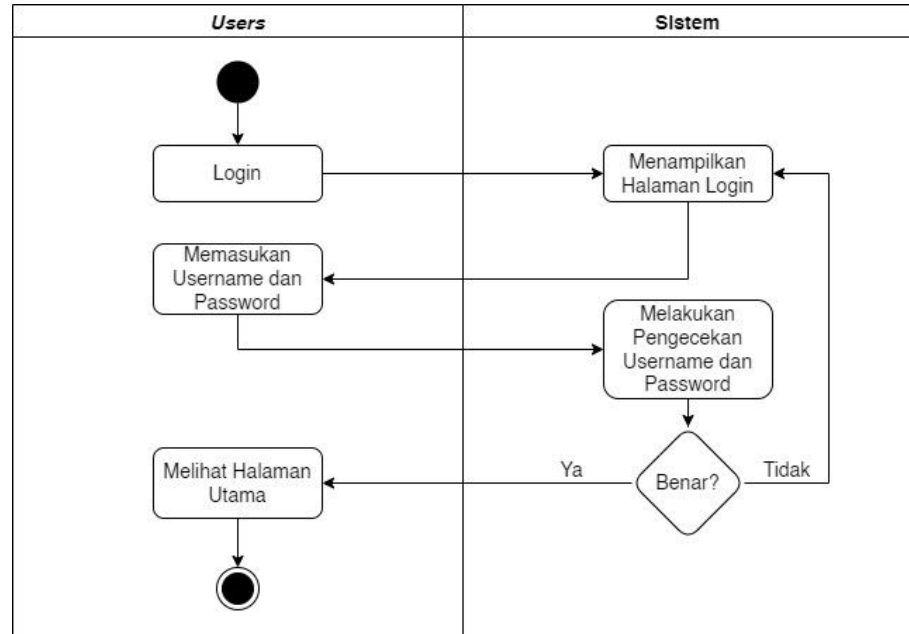 Users
Sistem
Login
Menampilkan
Halaman Login
Memasukan
Username dan
Password
Melakukan
Pengecekan
Username dan
Password
Benar?
Ya
Tidak
Melihat Halaman
Utama